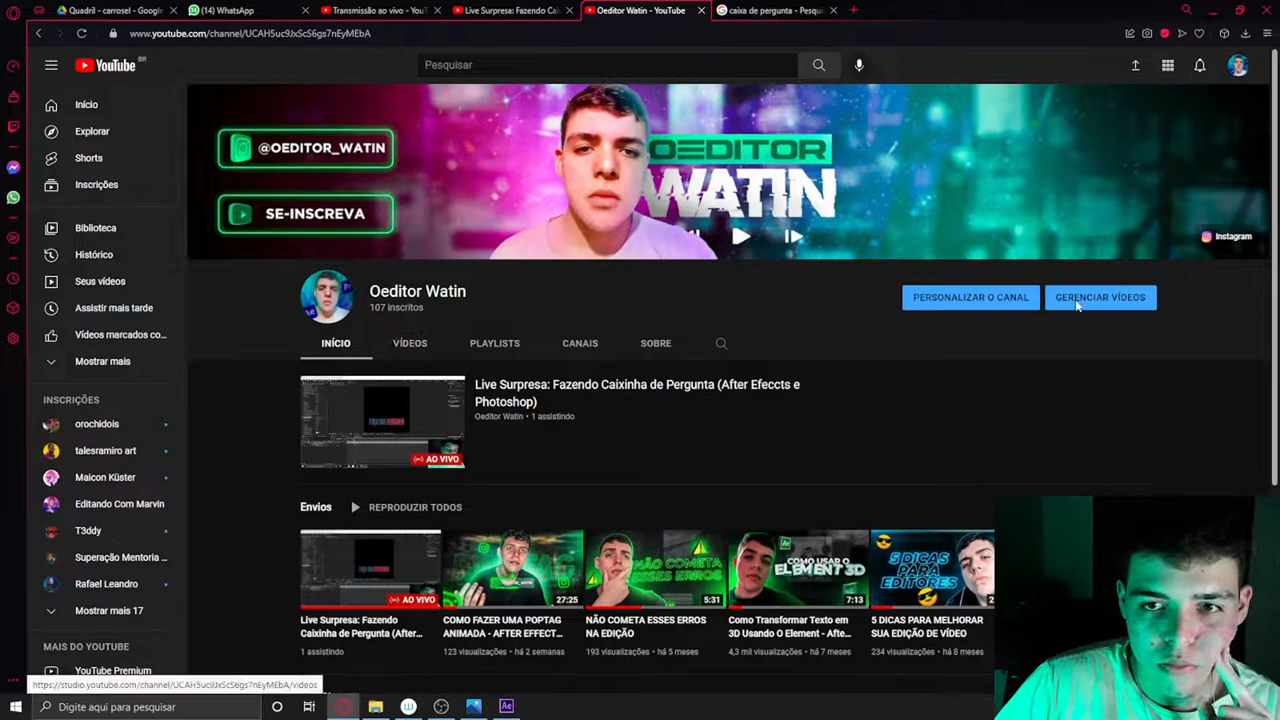 Quadril - carrosel - Google
(14) WhatsApp
Transmissão ao vivo - You
Live Surpresa: Fazendo Cai
Oeditor Watin - YouTube
caixa de pergunta - Pesqui
www.youtube.com/channel/UCAH5uc9JxScS6gs7nEyMEbA
YouTube BR
Pesquisar
Início
Explorar
Shorts
Inscrições
Biblioteca
Histórico
Seus vídeos
Assistir mais tarde
Vídeos marcados co...
Mostrar mais
INSCRIÇÕES
orochidois
talesramiro art
Maicon Küster
Editando Com Marvin
T3ddy
Superação Mentoria ...
Rafael Leandro
Mostrar mais 17
MAIS DO YOUTUBE
YouTube Premium
@OEDITOR_WATIN
SE-INSCREVA
OEDITOR
WATIN
Instagram
Oeditor Watin
107 inscritos
PERSONALIZAR O CANAL
GERENCIAR VÍDEOS
INÍCIO
VÍDEOS
PLAYLISTS
CANAIS
SOBRE
Live Surpresa: Fazendo Caixinha de Pergunta (After Efeccts e
Photoshop)
Oeditor Watin • 1 assistindo
AO VIVO
Envios
REPRODUZIR TODOS
AO VIVO
Live Surpresa: Fazendo
Caixinha de Pergunta (After...
1 assistindo
27:25
COMO FAZER UMA POPTAG
ANIMADA - AFTER EFFECT...
123 visualizações • há 2 semanas
NÃO COMETA
ESSES ERROS
5:31
NÃO COMETA ESSES ERROS
NA EDIÇÃO
193 visualizações • há 5 meses
COMO USAR O
ELEMENT 3D
7:13
Como Transformar Texto em
3D Usando O Element - Afte...
4,3 mil visualizações • há 7 meses
5 DICAS
PARA
EDITORES
5 DICAS PARA MELHORAR
SUA EDIÇÃO DE VÍDEO
234 visualizações • há 8 meses
https://studio.youtube.com/channel/UCAH5uc9JxScS6gs7nEyMEbA/videos
Digite aqui para pesquisar
Ae